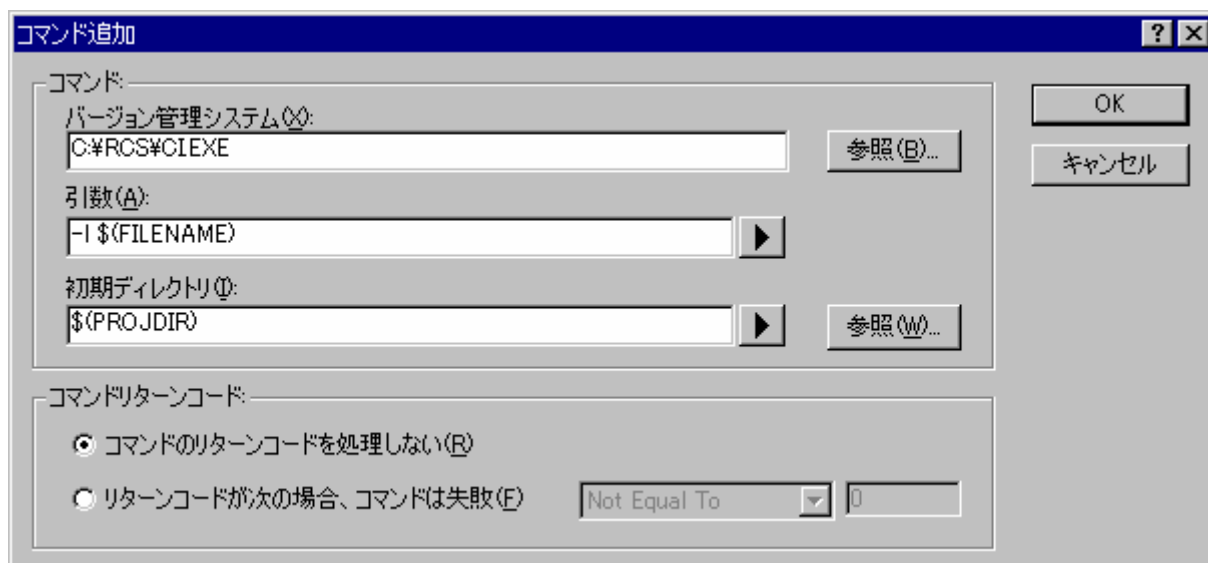 コマンド追加
コマンド:
バージョン管理システム(X):
C:¥RCS¥CI.EXE
参照(B)...
OK
キャンセル
引数(A):
-l $(FILENAME)
初期ディレクトリ(I):
$(PROJDIR)
参照(W)...
コマンドリターンコード:
コマンドのリターンコードを処理しない(R)
リターンコードが次の場合、コマンドは失敗(F)
Not Equal To
0